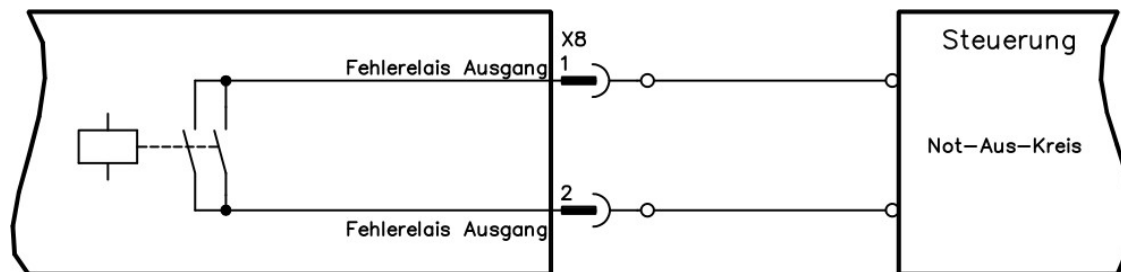 X8
Steuerung
Fehlerelais Ausgang
1
Not-Aus-Kreis
2
Fehlerelais Ausgang